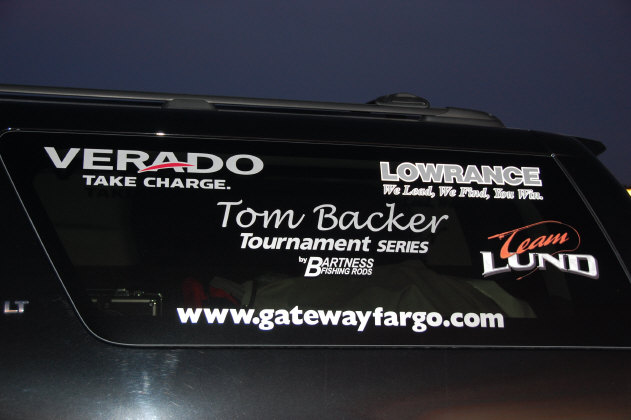 VERADO
TAKE CHARGE.
LOWRANCE
We Lead, We Find, You Win.
Tom Backer
Tournament SERIES
by BARTNESS
FISHING RODS
Team
LUND
www.gatewayfargo.com
LT